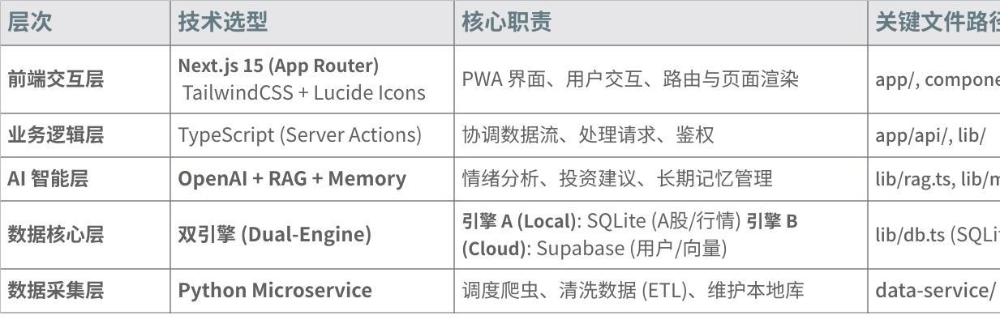 层次 技术选型 核心职责 关键文件路径
前端交互层 Next.js 15 (App Router) TailwindCSS + Lucide Icons PWA 界面、用户交互、路由与页面渲染 app/, compone
业务逻辑层 TypeScript (Server Actions) 协调数据流、处理请求、鉴权 app/api/, lib/
AI 智能层 OpenAI + RAG + Memory 情绪分析、投资建议、长期记忆管理 lib/rag.ts, lib/m
数据核心层 双引擎 (Dual-Engine) 引擎 A (Local): SQLite (A股/行情) 引擎 B (Cloud): Supabase (用户/向量) lib/db.ts (SQLi
数据采集层 Python Microservice 调度爬虫、清洗数据 (ETL)、维护本地库 data-service/